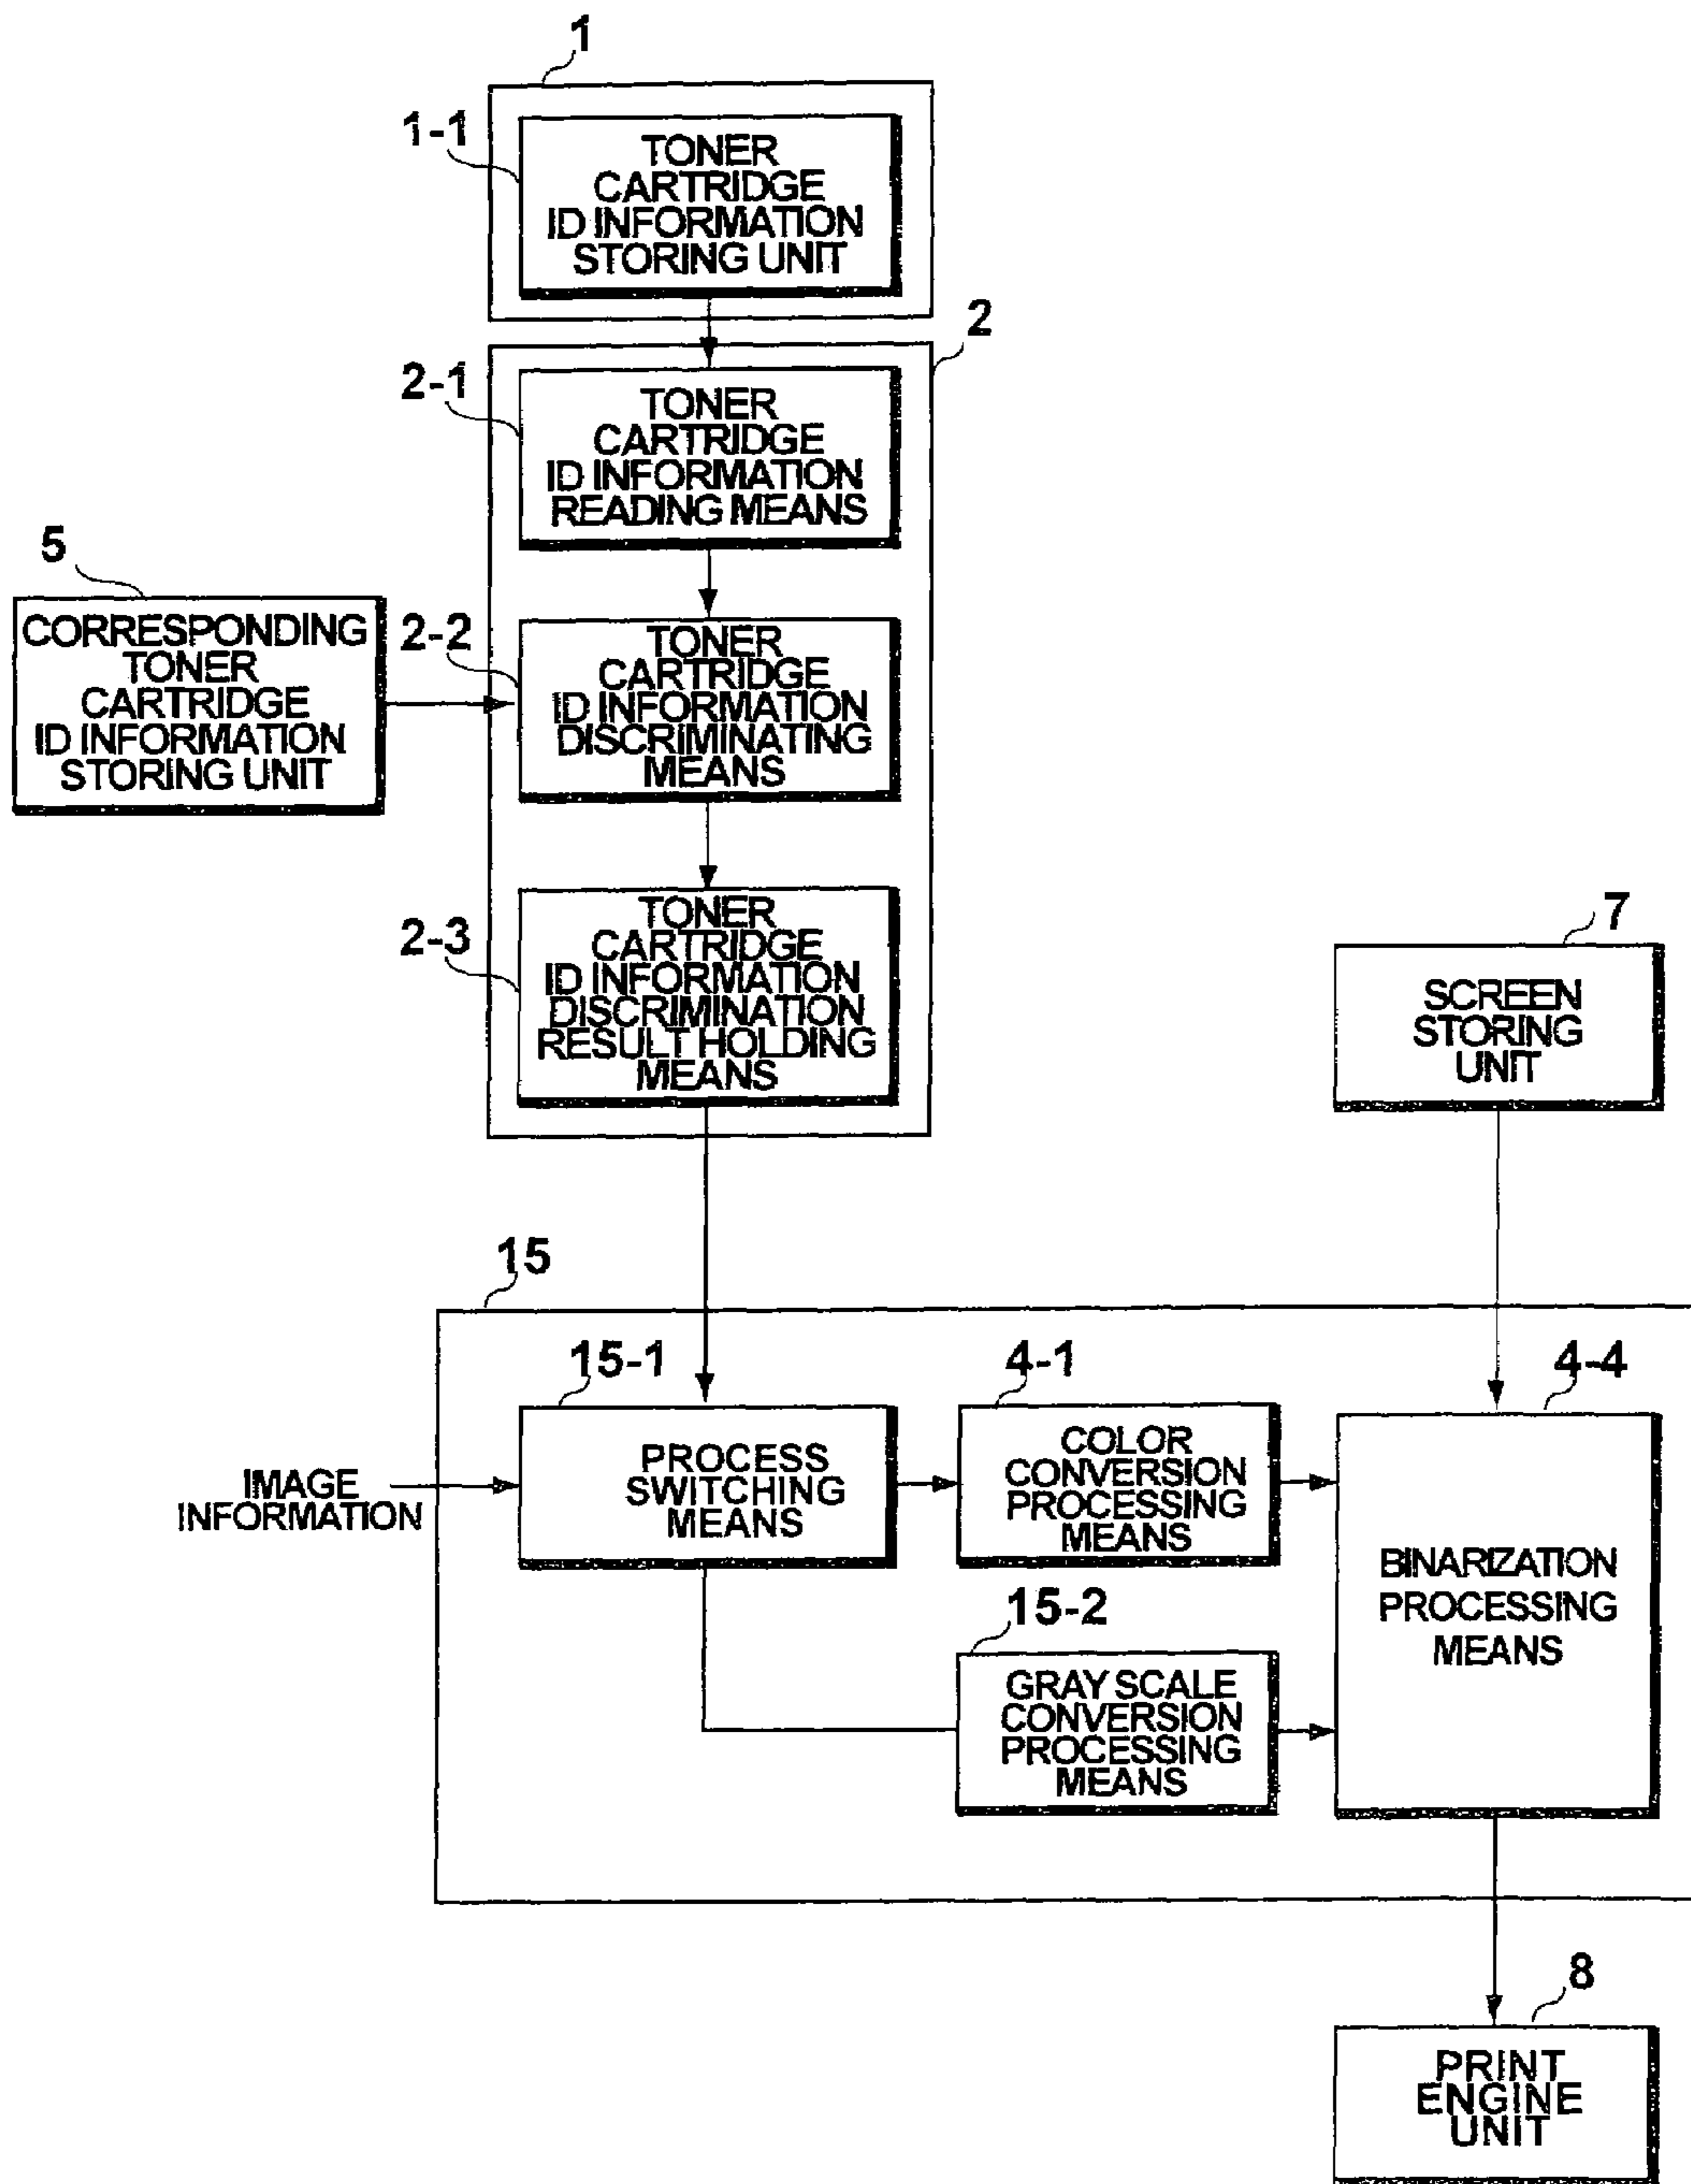 1
1-1
TONER
CARTRIDGE
ID INFORMATION
STORING UNIT
2
2-1
TONER
CARTRIDGE
ID INFORMATION
READING MEANS
5
CORRESPONDING
TONER
CARTRIDGE
ID INFORMATION
STORING UNIT
2-2
TONER
CARTRIDGE
ID INFORMATION
DISCRIMINATING
MEANS
2-3
TONER
CARTRIDGE
ID INFORMATION
DISCRIMINATION
RESULT HOLDING
MEANS
7
SCREEN
STORING
UNIT
15
15-1
PROCESS
SWITCHING
MEANS
IMAGE
INFORMATION
4-1
COLOR
CONVERSION
PROCESSING
MEANS
4-4
BINARIZATION
PROCESSING
MEANS
15-2
GRAY SCALE
CONVERSION
PROCESSING
MEANS
8
PRINT
ENGINE
UNIT